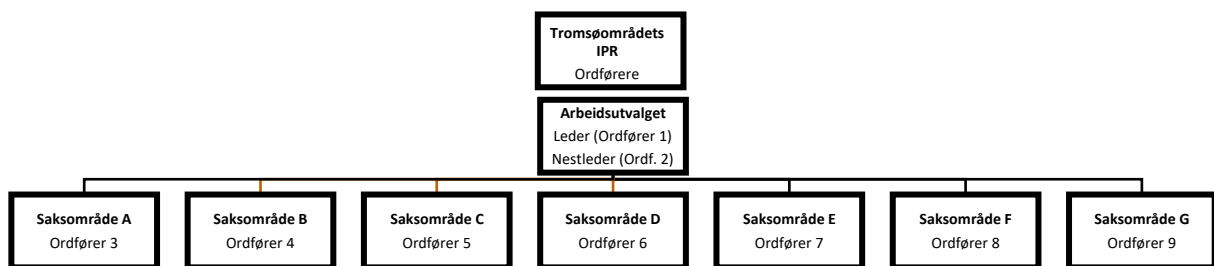 Tromsøområdets
IPR
Ordførere
Arbeidsutvalget
Leder (Ordfører 1)
Nestleder (Ordf. 2)
Saksområde A
Ordfører 3
Saksområde B
Ordfører 4
Saksområde C
Ordfører 5
Saksområde D
Ordfører 6
Saksområde E
Ordfører 7
Saksområde F
Ordfører 8
Saksområde G
Ordfører 9